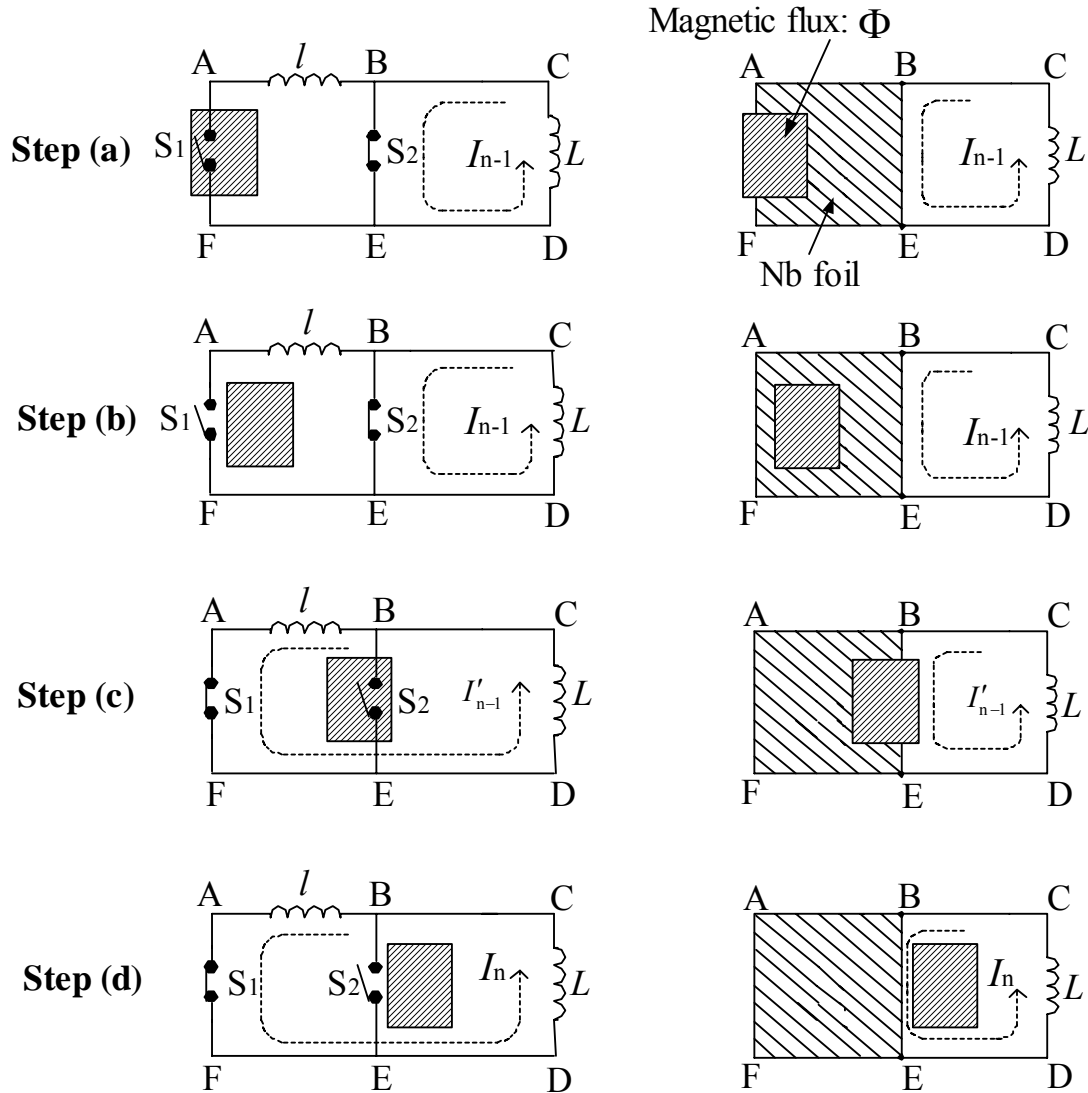 Magnetic flux: Φ
A l B C A B C
Step (a) S1 S2 In-1 L In-1 L
F E D F E D
Nb foil
A l B C A B C
Step (b) S1 S2 In-1 L In-1 L
F E D F E D
A l B C A B C
Step (c) S1 S2 I′n–1 L I′n–1 L
F E D F E D
A l B C A B C
Step (d) S1 S2 In L In L
F E D F E D